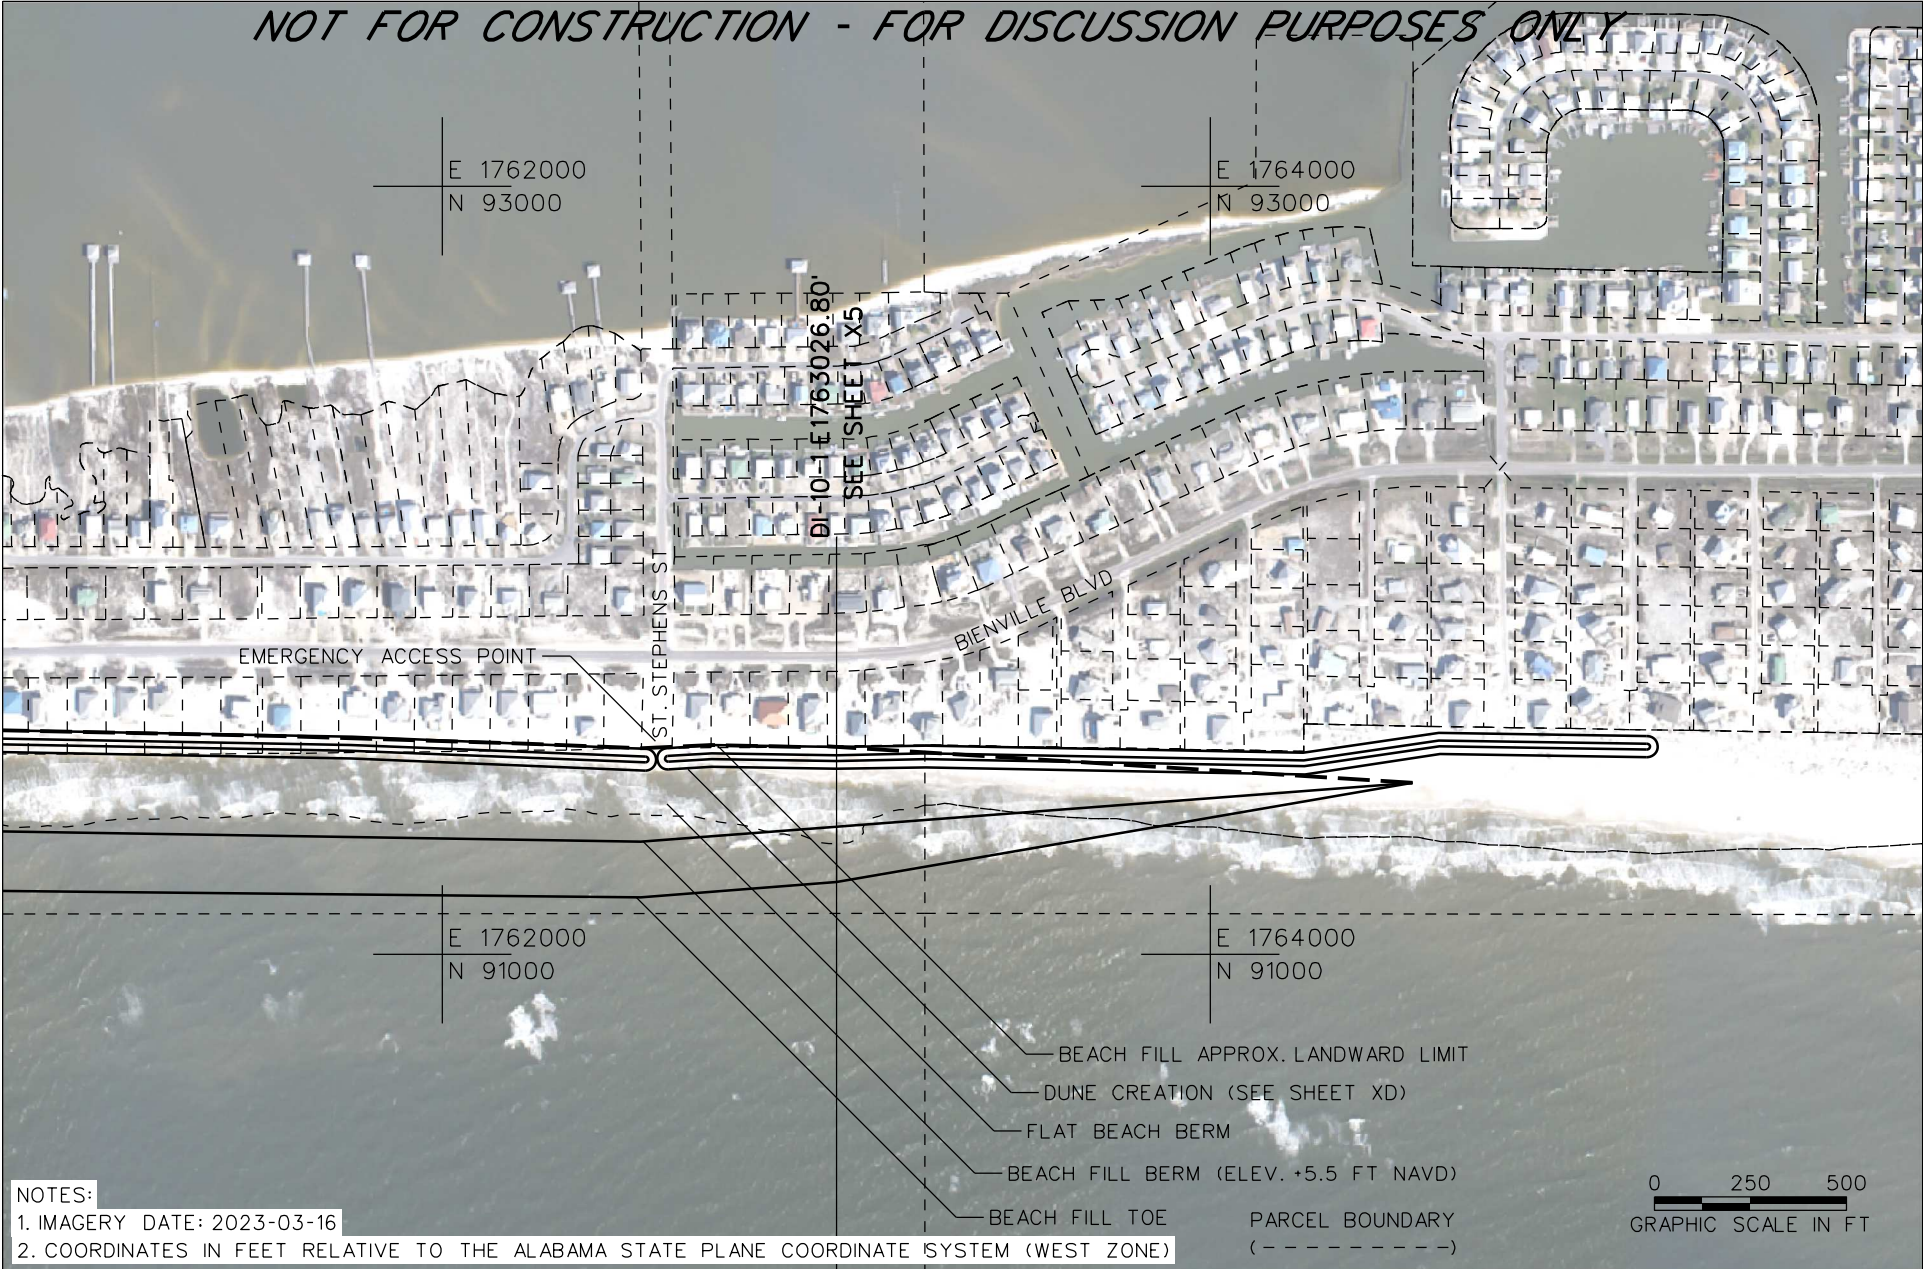 NOT FOR CONSTRUCTION - FOR DISCUSSION PURPOSES ONLY
E 1762000
N 93000
E 1764000
N 93000
DI-10-1 E1763026.80'
SEE SHEET X5
ST. STEPHENS ST
BIENVILLE BLVD
EMERGENCY ACCESS POINT
E 1762000
N 91000
E 1764000
N 91000
BEACH FILL APPROX. LANDWARD LIMIT
DUNE CREATION (SEE SHEET XD)
FLAT BEACH BERM
BEACH FILL BERM (ELEV. +5.5 FT NAVD)
BEACH FILL TOE
PARCEL BOUNDARY
(- - - - - - - -)
0 250 500
GRAPHIC SCALE IN FT
NOTES:
1. IMAGERY DATE: 2023-03-16
2. COORDINATES IN FEET RELATIVE TO THE ALABAMA STATE PLANE COORDINATE SYSTEM (WEST ZONE)